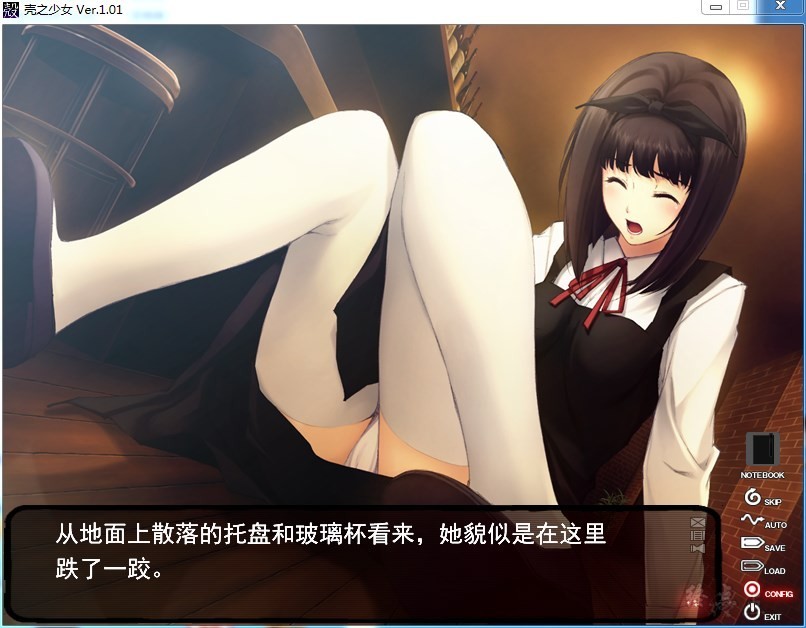 壳之少女 Ver.1.01
从地面上散落的托盘和玻璃杯看来，她貌似是在这里
跌了一跤。
NOTEBOOK
SKIP
AUTO
SAVE
LOAD
CONFIG
EXIT